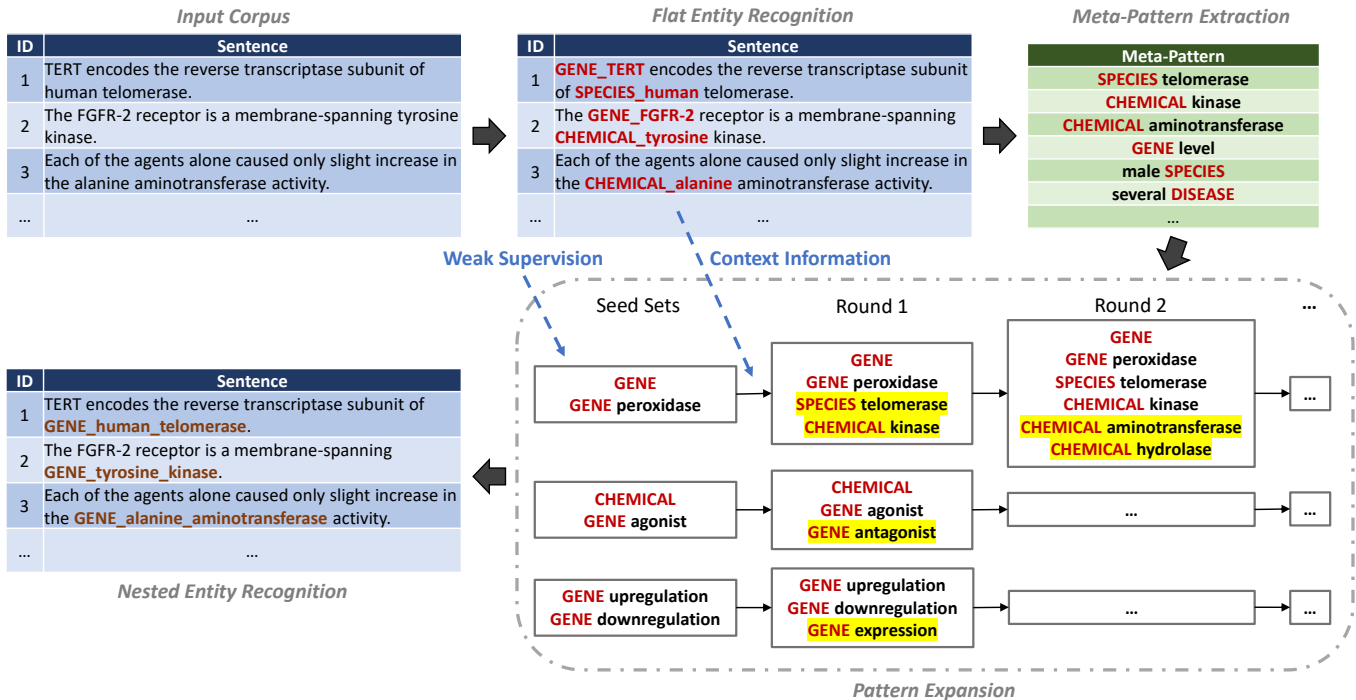 Input Corpus
ID Sentence
1 TERT encodes the reverse transcriptase subunit of
human telomerase.
2 The FGFR-2 receptor is a membrane-spanning tyrosine
kinase.
3 Each of the agents alone caused only slight increase in
the alanine aminotransferase activity.
... ...
Flat Entity Recognition
ID Sentence
1 GENE_TERT encodes the reverse transcriptase subunit
of SPECIES_human telomerase.
2 The GENE_FGFR-2 receptor is a membrane-spanning
CHEMICAL_tyrosine kinase.
3 Each of the agents alone caused only slight increase in
the CHEMICAL_alanine aminotransferase activity.
... ...
Meta-Pattern Extraction
Meta-Pattern
SPECIES telomerase
CHEMICAL kinase
CHEMICAL aminotransferase
GENE level
male SPECIES
several DISEASE
...
Weak Supervision
Context Information
Seed Sets
Round 1
Round 2
...
GENE
GENE peroxidase
GENE
GENE peroxidase
SPECIES telomerase
CHEMICAL kinase
GENE
GENE peroxidase
SPECIES telomerase
CHEMICAL kinase
CHEMICAL aminotransferase
CHEMICAL hydrolase
...
CHEMICAL
GENE agonist
CHEMICAL
GENE agonist
GENE antagonist
...
...
GENE upregulation
GENE downregulation
GENE upregulation
GENE downregulation
GENE expression
...
...
Pattern Expansion
ID Sentence
1 TERT encodes the reverse transcriptase subunit of
GENE_human_telomerase.
2 The FGFR-2 receptor is a membrane-spanning
GENE_tyrosine_kinase.
3 Each of the agents alone caused only slight increase in
the GENE_alanine_aminotransferase activity.
... ...
Nested Entity Recognition